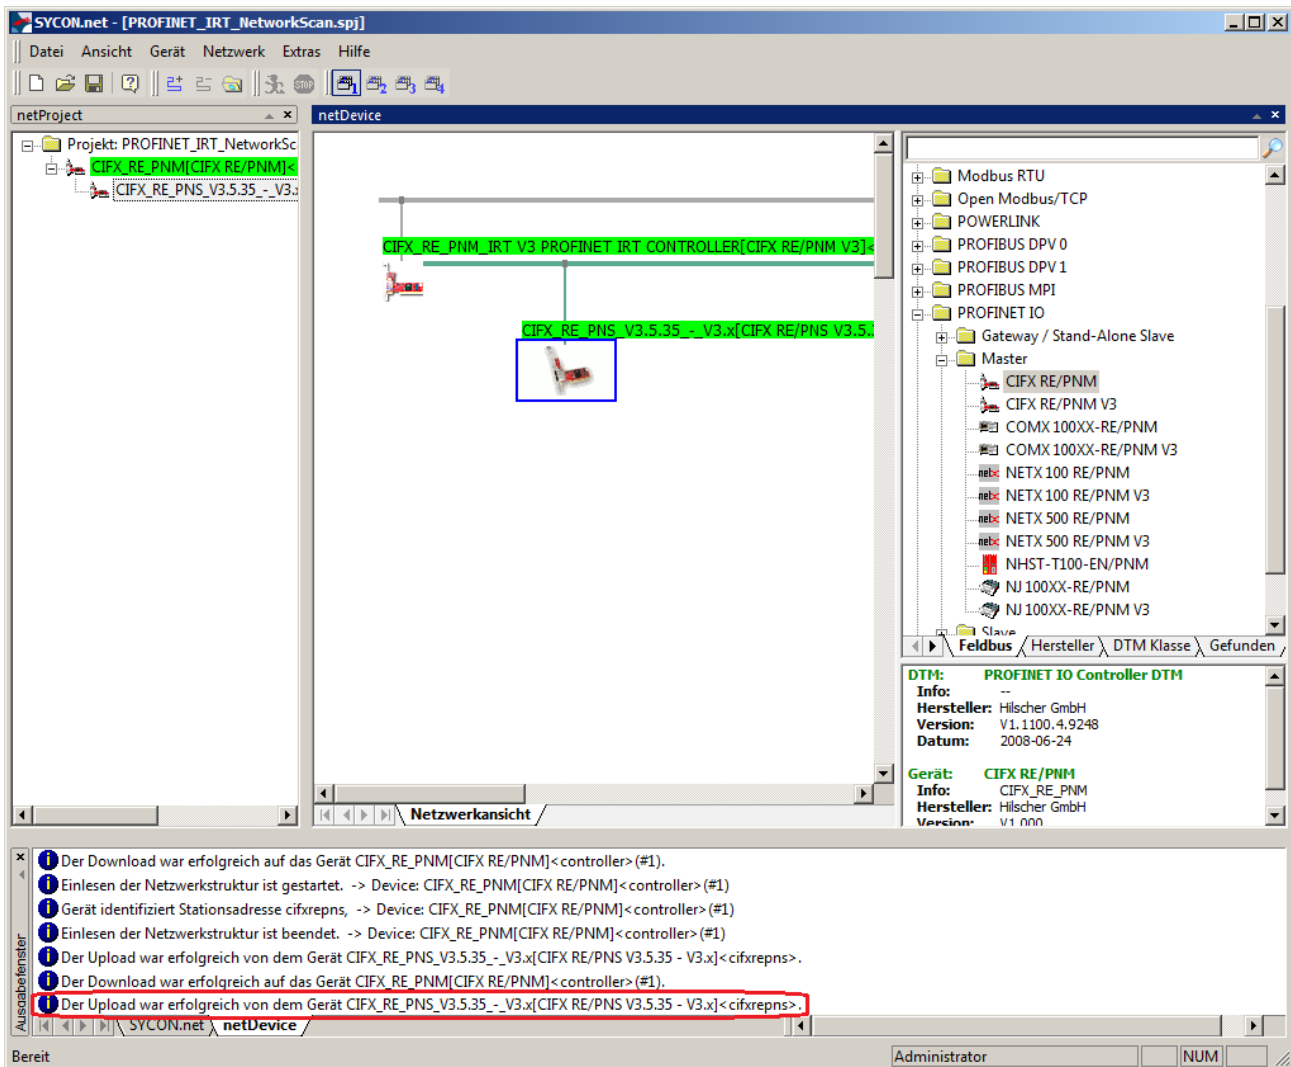 SYCON.net - [PROFINET_IRT_NetworkScan.spj]
Datei Ansicht Gerät Netzwerk Extras Hilfe
netProject
netDevice
Projekt: PROFINET_IRT_NetworkSc
CIFX_RE_PNM[CIFX RE/PNM]<
CIFX_RE_PNS_V3.5.35_-_V3.x
CIFX_RE_PNM_IRT V3 PROFINET IRT CONTROLLER[CIFX RE/PNM V3]<
CIFX_RE_PNS_V3.5.35_-_V3.x[CIFX RE/PNS V3.5.
Netzwerkansicht
Modbus RTU
Open Modbus/TCP
POWERLINK
PROFIBUS DPV0
PROFIBUS DPV1
PROFIBUS MPI
PROFINET IO
Gateway / Stand-Alone Slave
Master
CIFX RE/PNM
CIFX RE/PNM V3
COMX 100XX-RE/PNM
COMX 100XX-RE/PNM V3
NETX 100 RE/PNM
NETX 100 RE/PNM V3
NETX 500 RE/PNM
NETX 500 RE/PNM V3
NHST-T100-EN/PNM
NJ 100XX-RE/PNM
NJ 100XX-RE/PNM V3
Slave
Feldbus Hersteller DTM Klasse Gefunden
DTM: PROFINET IO Controller DTM
Info: --
Hersteller: Hilscher GmbH
Version: V1.1100.4.9248
Datum: 2008-06-24
Gerät: CIFX RE/PNM
Info: CIFX_RE_PNM
Hersteller: Hilscher GmbH
Version: V1.000
Ausgabefenster
Der Download war erfolgreich auf das Gerät CIFX_RE_PNM[CIFX RE/PNM]<controller>(#1).
Einlesen der Netzwerkstruktur ist gestartet. -> Device: CIFX_RE_PNM[CIFX RE/PNM]<controller>(#1)
Gerät identifiziert Stationsadresse cifxrepns, -> Device: CIFX_RE_PNM[CIFX RE/PNM]<controller>(#1)
Einlesen der Netzwerkstruktur ist beendet. -> Device: CIFX_RE_PNM[CIFX RE/PNM]<controller>(#1)
Der Upload war erfolgreich von dem Gerät CIFX_RE_PNS_V3.5.35_-_V3.x[CIFX RE/PNS V3.5.35 - V3.x]<cifxrepns>.
Der Download war erfolgreich auf das Gerät CIFX_RE_PNM[CIFX RE/PNM]<controller>(#1).
Der Upload war erfolgreich von dem Gerät CIFX_RE_PNS_V3.5.35_-_V3.x[CIFX RE/PNS V3.5.35 - V3.x]<cifxrepns>.
SYCON.net netDevice
Bereit
Administrator
NUM